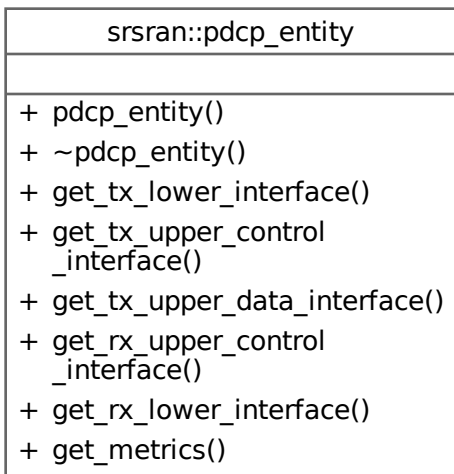 srsran::pdcp_entity
+ pdcp_entity()
+ ~pdcp_entity()
+ get_tx_lower_interface()
+ get_tx_upper_control
_interface()
+ get_tx_upper_data_interface()
+ get_rx_upper_control
_interface()
+ get_rx_lower_interface()
+ get_metrics()